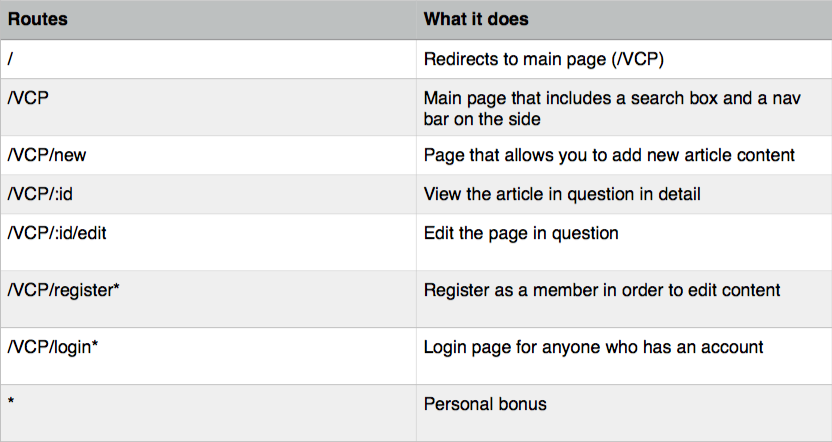 Routes What it does
/ Redirects to main page (/VCP)
/VCP Main page that includes a search box and a nav
bar on the side
/VCP/new Page that allows you to add new article content
/VCP/:id View the article in question in detail
/VCP/:id/edit Edit the page in question
/VCP/register* Register as a member in order to edit content
/VCP/login* Login page for anyone who has an account
* Personal bonus